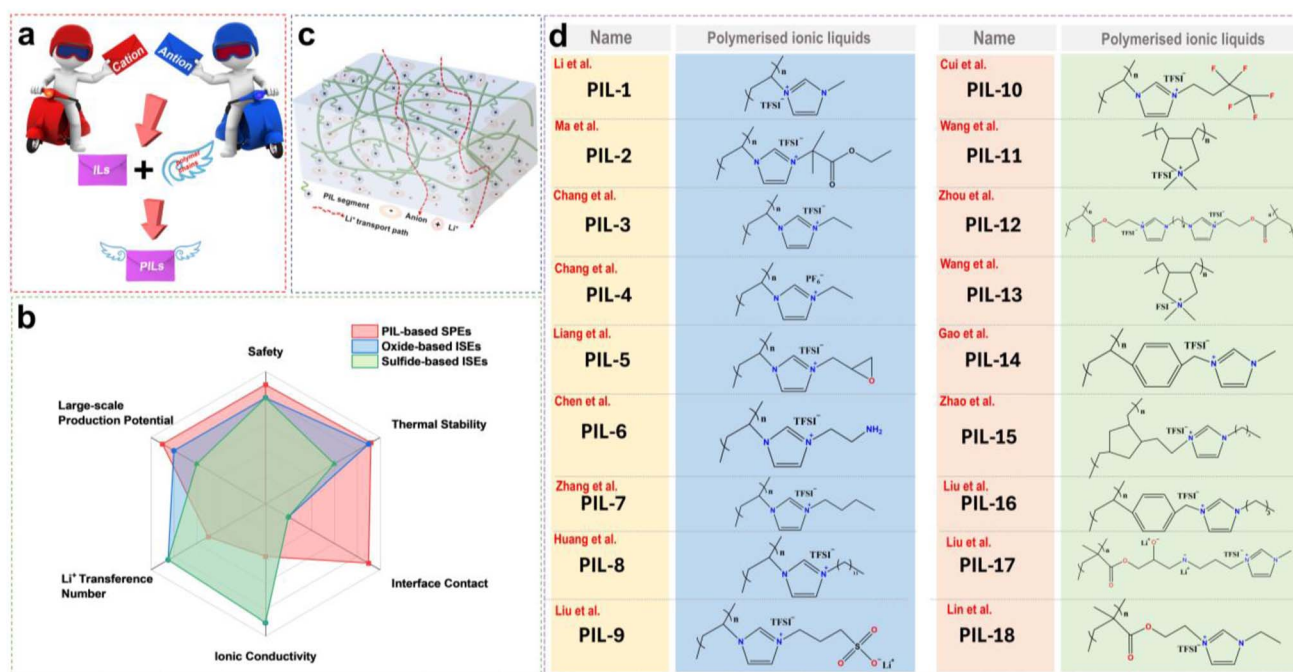 a
Cation
Antion
ILs
+
polymer chains
PILs
c
PIL segment
-
Anion
+
Li⁺
Li⁺ transport path
b
PIL-based SPEs
Oxide-based ISEs
Sulfide-based ISEs
Safety
Large-scale
Production Potential
Thermal Stability
Li⁺ Transference
Number
Interface Contact
Ionic Conductivity
d
Name
Polymerised ionic liquids
Li et al.
PIL-1
n
N
N⁺
TFSI⁻
Ma et al.
PIL-2
n
TFSI⁻
N
N⁺
O
O
Chang et al.
PIL-3
n
TFSI⁻
N
N⁺
Chang et al.
PIL-4
n
PF₆⁻
N
N⁺
Liang et al.
PIL-5
n
TFSI⁻
N
N⁺
O
Chen et al.
PIL-6
n
TFSI⁻
N
N⁺
NH₂
Zhang et al.
PIL-7
n
TFSI⁻
N
N⁺
Huang et al.
PIL-8
n
TFSI⁻
N
N⁺
11
Liu et al.
PIL-9
n
TFSI⁻
N
N⁺
O
S
O
O⁻
Li⁺
Name
Polymerised ionic liquids
Cui et al.
PIL-10
n
TFSI⁻
N
N⁺
F
F
F
F
F
Wang et al.
PIL-11
n
TFSI⁻
N⁺
Zhou et al.
PIL-12
n
O
O
TFSI⁻
N⁺
N
TFSI⁻
N
N⁺
O
O
n
Wang et al.
PIL-13
n
FSI⁻
N⁺
Gao et al.
PIL-14
n
TFSI⁻
N⁺
N
Zhao et al.
PIL-15
n
TFSI⁻
N⁺
N
Liu et al.
PIL-16
n
TFSI⁻
N⁺
N
Liu et al.
PIL-17
n
Li⁺
O⁻
O
O
N
Li⁺
TFSI⁻
N⁺
N
Lin et al.
PIL-18
n
O
O
TFSI⁻
N⁺
N